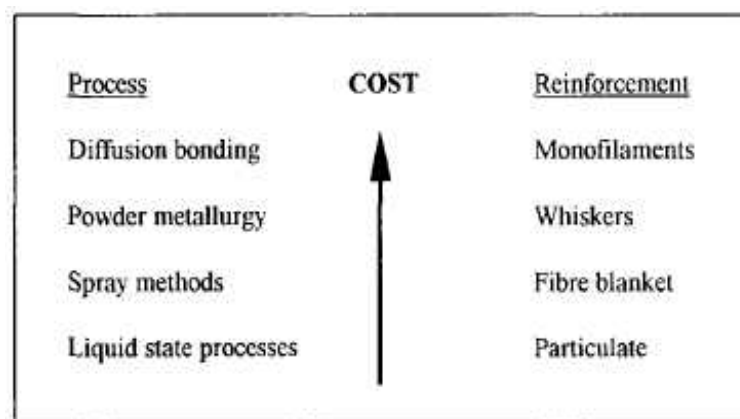 Process COST Reinforcement
Diffusion bonding Monofilaments
Powder metallurgy Whiskers
Spray methods Fibre blanket
Liquid state processes Particulate